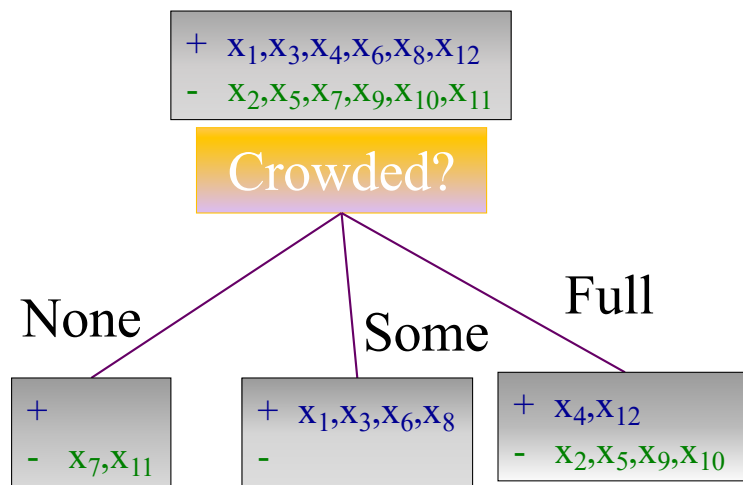 + x₁,x₃,x₄,x₆,x₈,x₁₂
- x₂,x₅,x₇,x₉,x₁₀,x₁₁
Crowded?
None
Some
Full
+
- x₇,x₁₁
+ x₁,x₃,x₆,x₈
-
+ x₄,x₁₂
- x₂,x₅,x₉,x₁₀